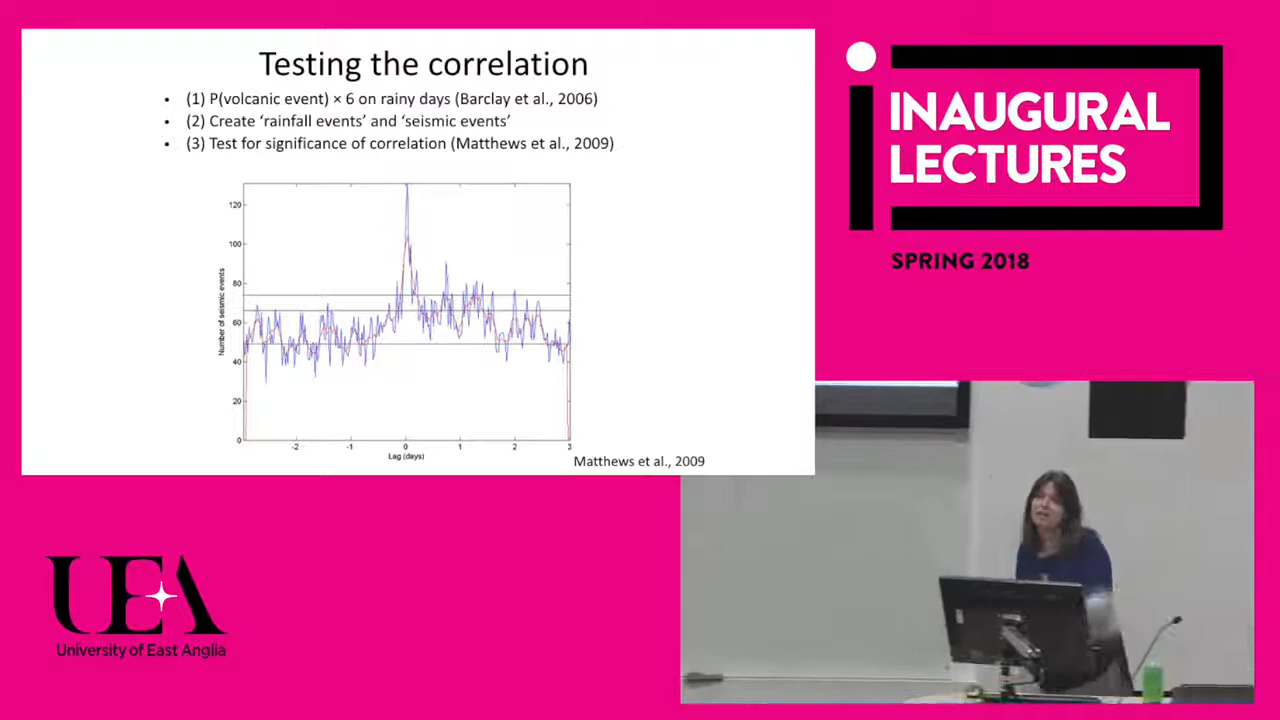 Testing the correlation
• (1) P(volcanic event) × 6 on rainy days (Barclay et al., 2006)
• (2) Create ‘rainfall events’ and ‘seismic events’
• (3) Test for significance of correlation (Matthews et al., 2009)
120
100
80
60
40
20
0
Number of seismic events
-2 -1 0 1 2 3
Lag (days)
Matthews et al., 2009
INAUGURAL
LECTURES
SPRING 2018
UEA
University of East Anglia